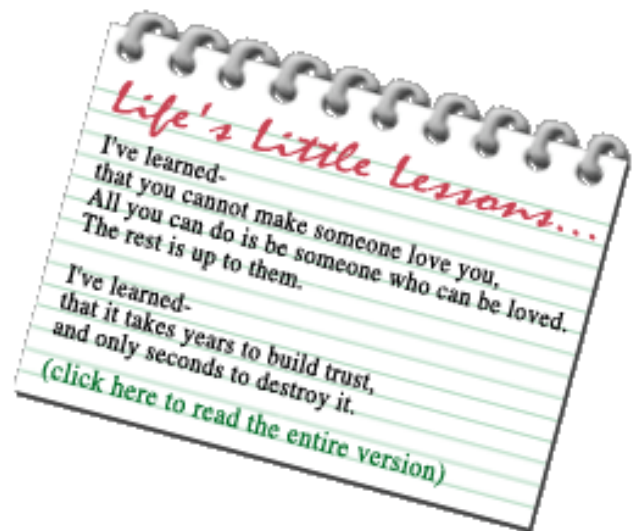 Life's Little Lessons...
I've learned-
that you cannot make someone love you,
All you can do is be someone who can be loved.
The rest is up to them.
I've learned-
that it takes years to build trust,
and only seconds to destroy it.
(click here to read the entire version)